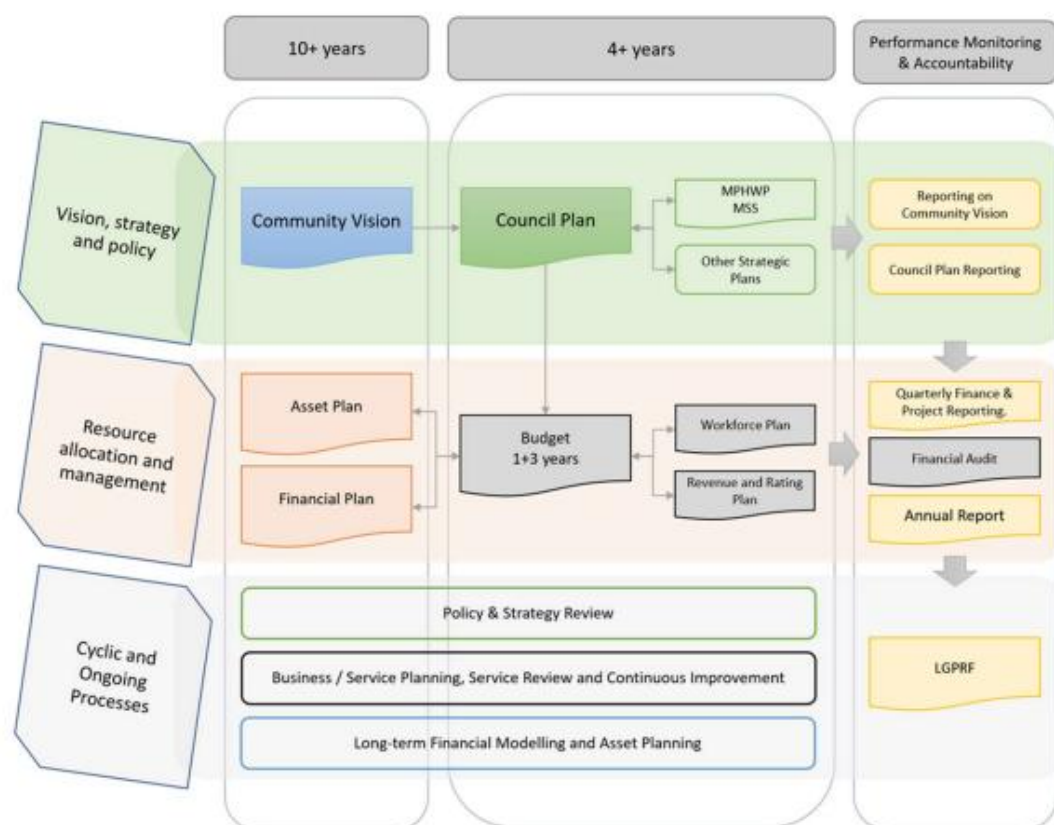 10+ years
4+ years
Performance Monitoring
& Accountability
Vision, strategy
and policy
Community Vision
Council Plan
MPHWP
MSS
Other Strategic
Plans
Reporting on
Community Vision
Council Plan Reporting
Resource
allocation and
management
Asset Plan
Financial Plan
Budget
1+3 years
Workforce Plan
Revenue and Rating
Plan
Quarterly Finance &
Project Reporting.
Financial Audit
Annual Report
Cyclic and
Ongoing
Processes
Policy & Strategy Review
Business / Service Planning, Service Review and Continuous Improvement
Long-term Financial Modelling and Asset Planning
LGPRF